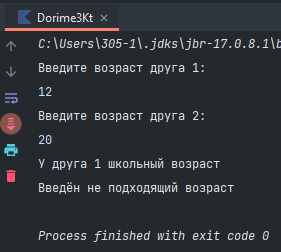 Dorime3Kt
C:\Users\305-1\.jdks\jbr-17.0.8.1\b
Введите возраст друга 1:
12
Введите возраст друга 2:
20
У друга 1 школьный возраст
Введён не подходящий возраст
Process finished with exit code 0